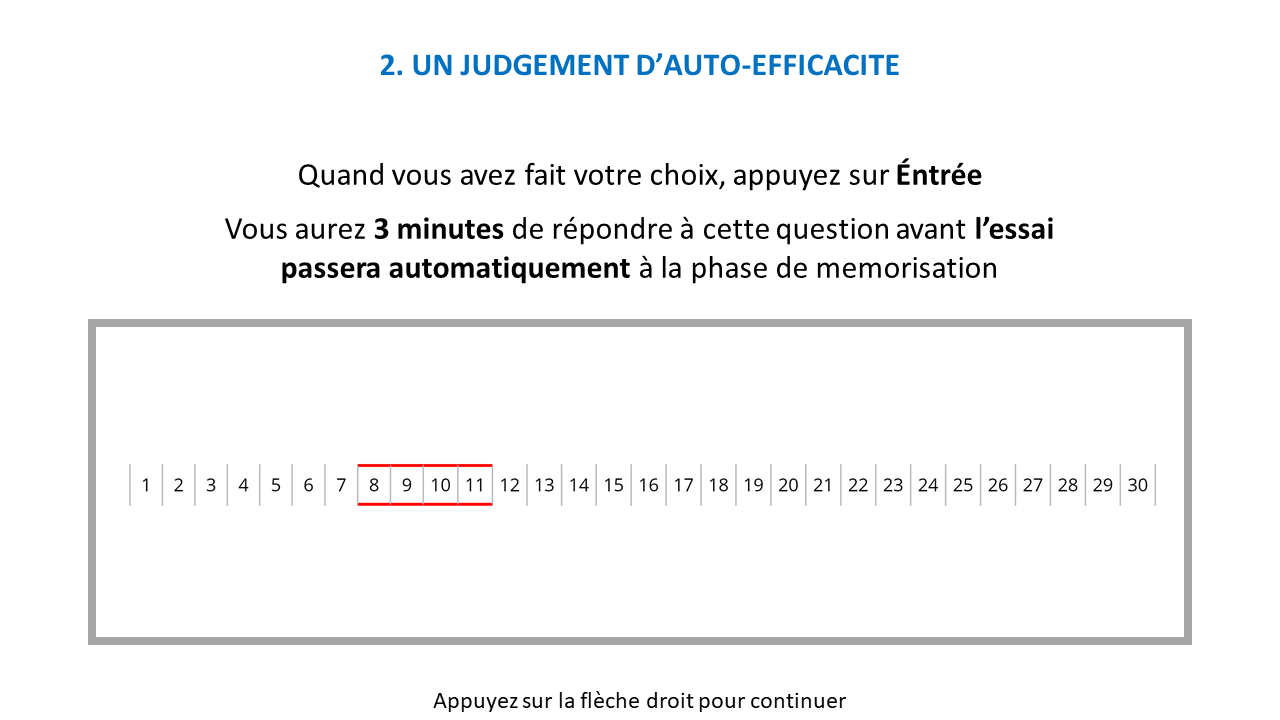 2. UN JUDGEMENT D’AUTO-EFFICACITE
Quand vous avez fait votre choix, appuyez sur Éntrée
Vous aurez 3 minutes de répondre à cette question avant l’essai
passera automatiquement à la phase de memorisation
1 2 3 4 5 6 7 8 9 10 11 12 13 14 15 16 17 18 19 20 21 22 23 24 25 26 27 28 29 30
Appuyez sur la flèche droit pour continuer